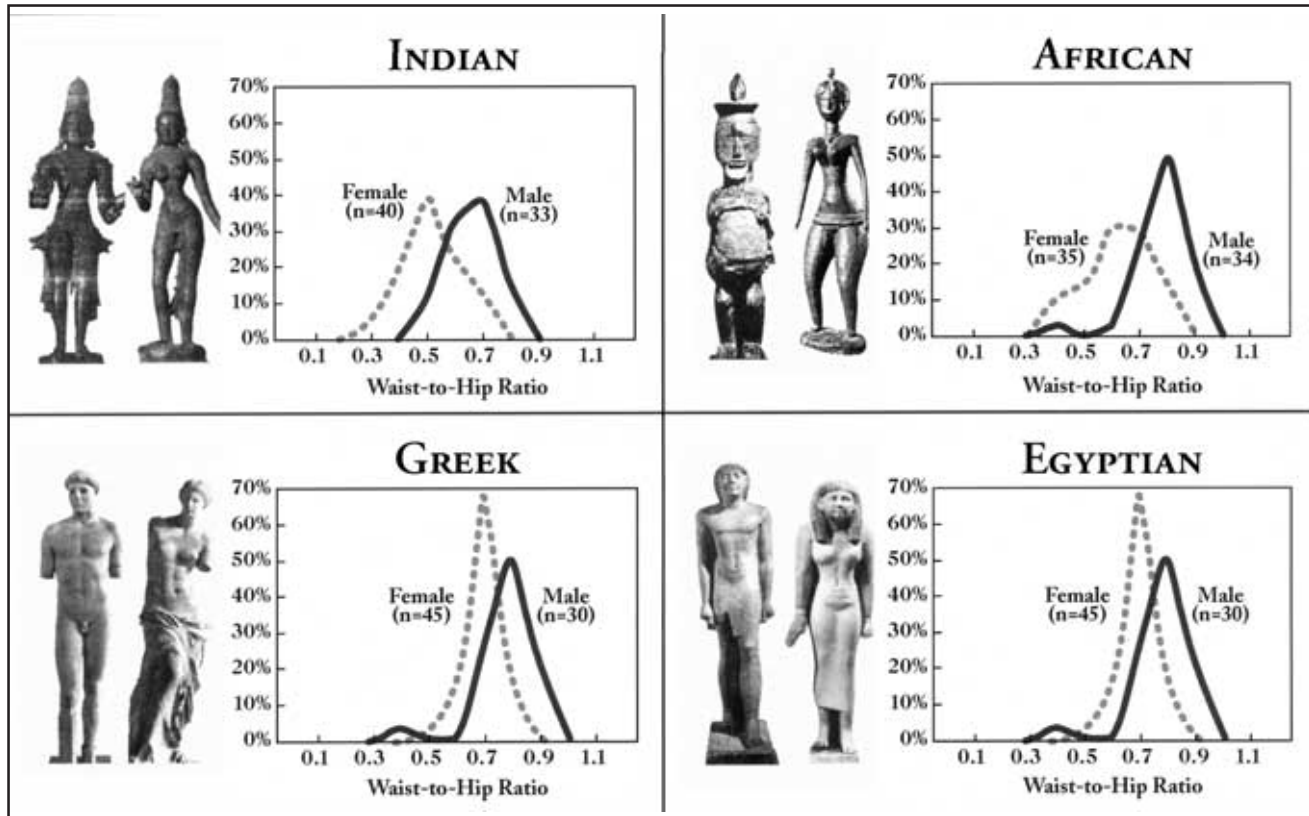 INDIAN
70%
60%
50%
40%
30%
20%
10%
0%
Female
(n=40)
Male
(n=33)
0.1 0.3 0.5 0.7 0.9 1.1
Waist-to-Hip Ratio
AFRICAN
70%
60%
50%
40%
30%
20%
10%
0%
Female
(n=35)
Male
(n=34)
0.1 0.3 0.5 0.7 0.9 1.1
Waist-to-Hip Ratio
GREEK
70%
60%
50%
40%
30%
20%
10%
0%
Female
(n=45)
Male
(n=30)
0.1 0.3 0.5 0.7 0.9 1.1
Waist-to-Hip Ratio
EGYPTIAN
70%
60%
50%
40%
30%
20%
10%
0%
Female
(n=45)
Male
(n=30)
0.1 0.3 0.5 0.7 0.9 1.1
Waist-to-Hip Ratio